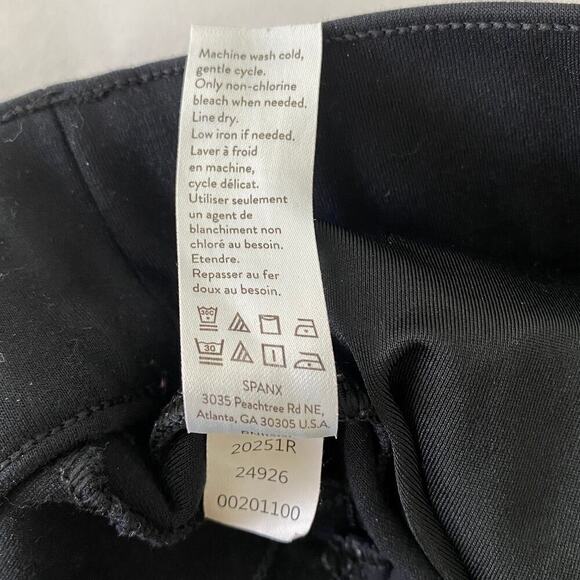 Machine wash cold,
gentle cycle.
Only non-chlorine
bleach when needed.
Line dry.
Low iron if needed.
Laver à froid
en machine,
cycle délicat.
Utiliser seulement
un agent de
blanchiment non
chloré au besoin.
Etendre.
Repasser au fer
doux au besoin.
30C
30
SPANX
3035 Peachtree Rd NE,
Atlanta, GA 30305 U.S.A.
20251R
24926
00201100